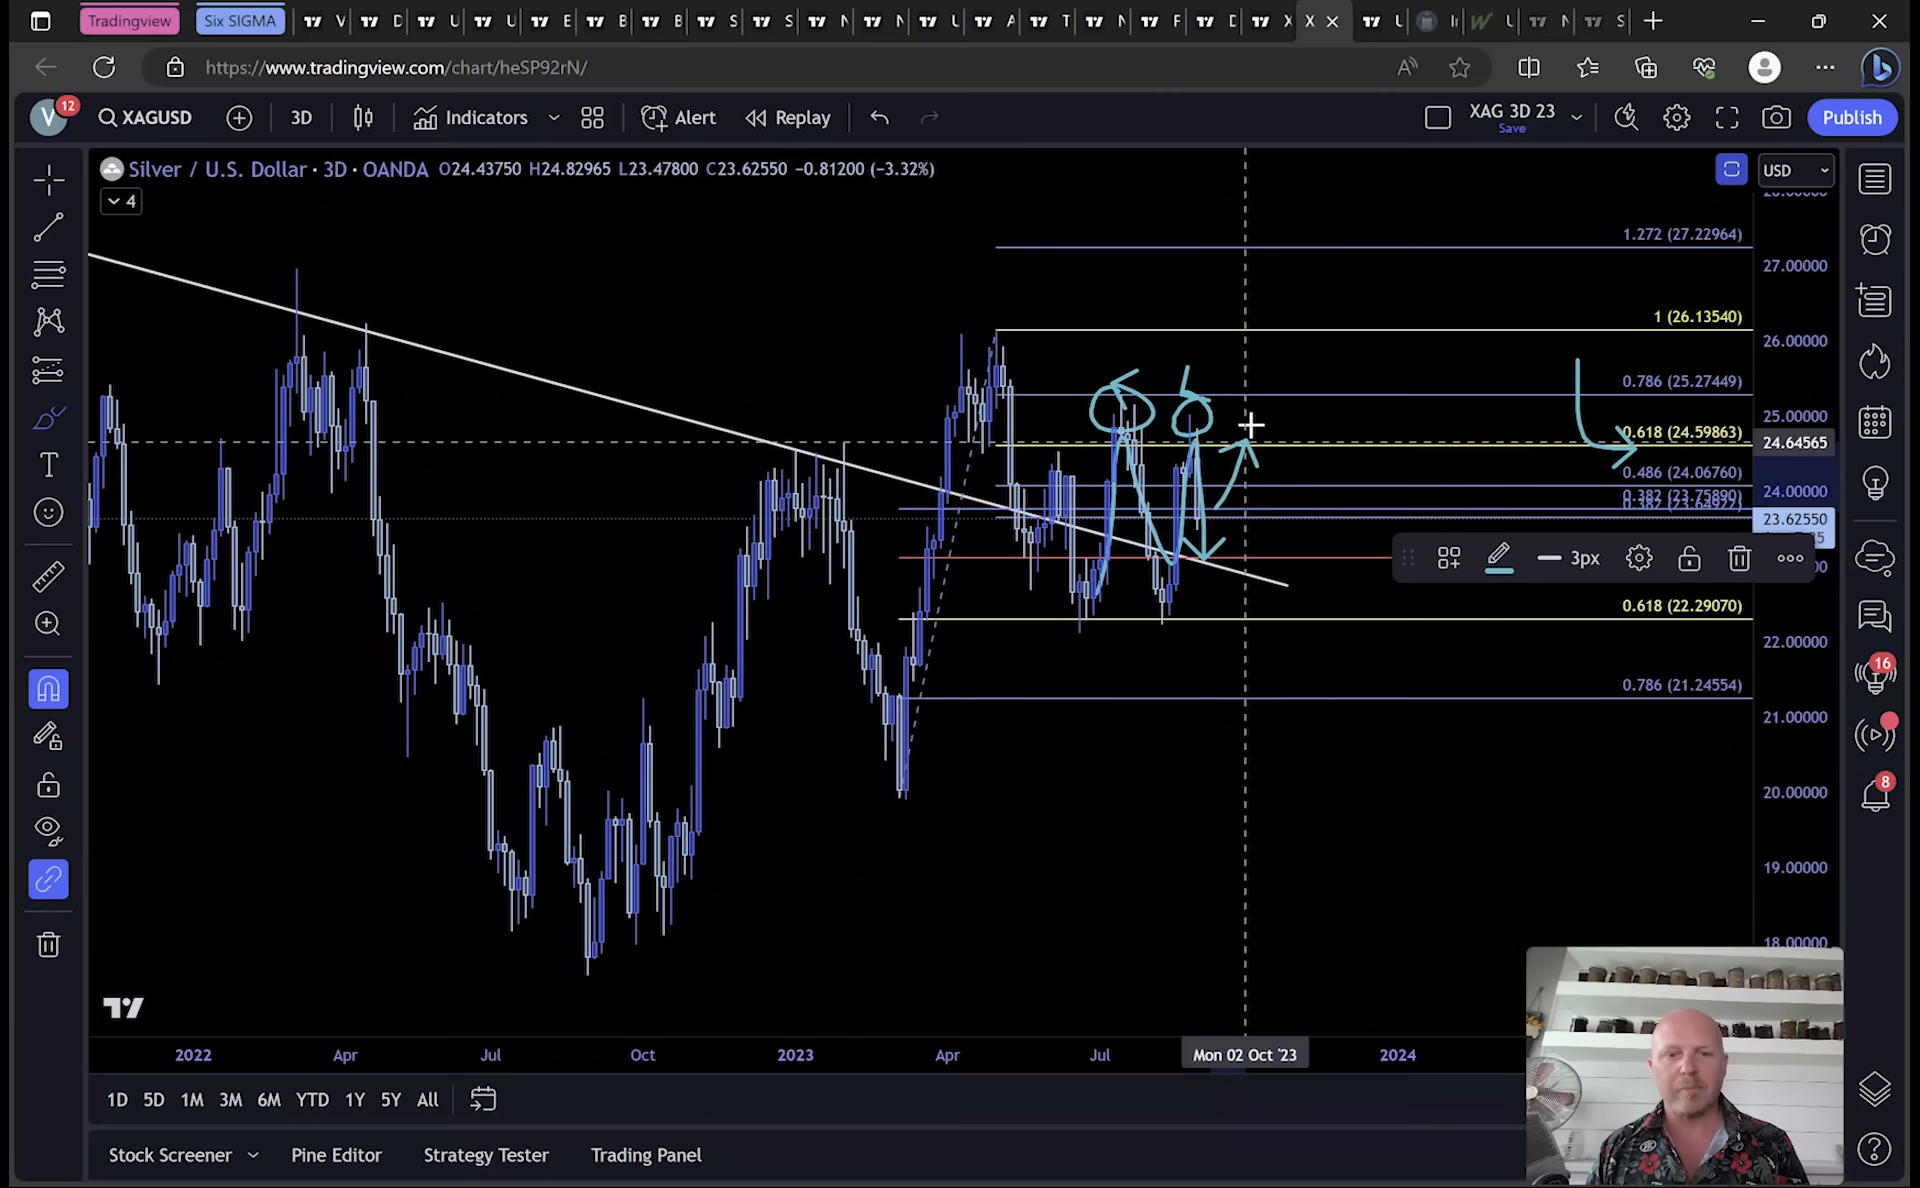 Tradingview Six SIGMA V D U U E B B S S N N U A T N F D X X U Ir U N S
https://www.tradingview.com/chart/heSP92rN/
V 12 XAGUSD 3D Indicators Alert Replay XAG 3D 23 Save Publish
Silver / U.S. Dollar · 3D · OANDA O24.43750 H24.82965 L23.47800 C23.62550 −0.81200 (−3.32%) USD
4
1.272 (27.22964)
27.00000
1 (26.13540)
26.00000
0.786 (25.27449)
25.00000
0.618 (24.59863)
24.64565
0.486 (24.06760)
24.00000
0.382 (23.75890)
23.62550
3px
0.618 (22.29070)
22.00000
0.786 (21.24554)
21.00000
20.00000
19.00000
18.00000
16
8
2022 Apr Jul Oct 2023 Apr Jul Mon 02 Oct '23 2024
1D 5D 1M 3M 6M YTD 1Y 5Y All
Stock Screener Pine Editor Strategy Tester Trading Panel